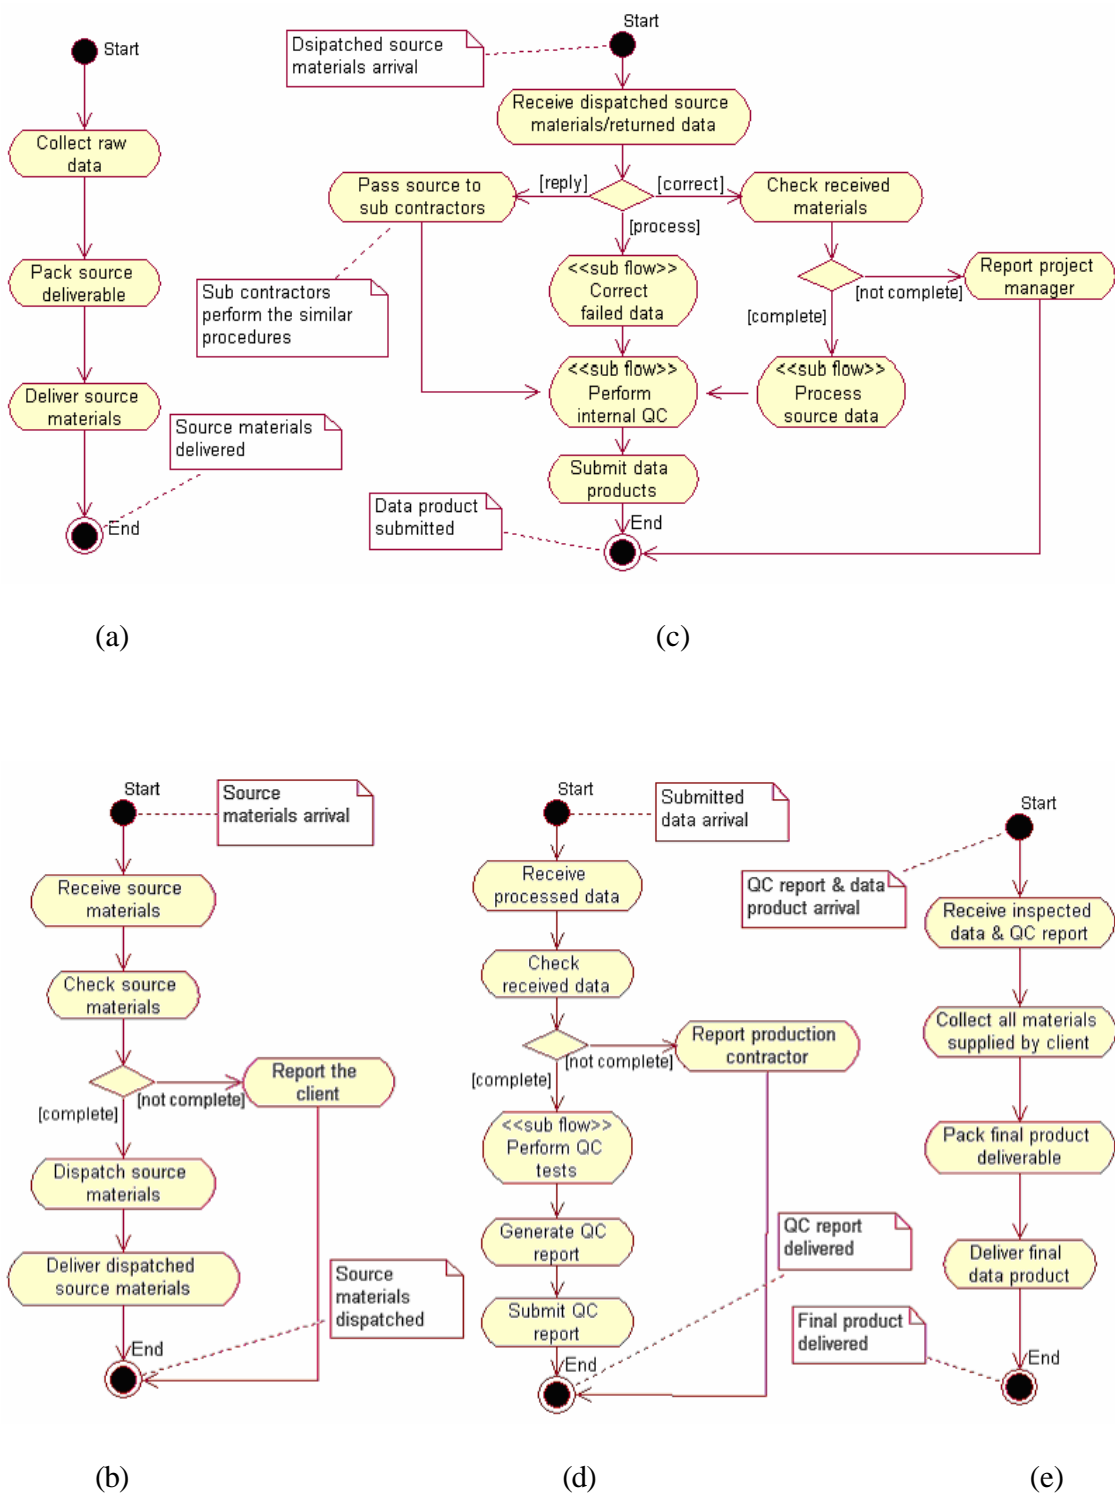 Start
Collect raw
data
Pack source
deliverable
Deliver source
materials
Source materials
delivered
End
(a)
Start
Dsipatched source
materials arrival
Receive dispatched source
materials/returned data
[reply]
[correct]
[process]
Pass source to
sub contractors
Check received
materials
Sub contractors
perform the similar
procedures
<<sub flow>>
Correct
failed data
[not complete]
[complete]
Report project
manager
<<sub flow>>
Perform
internal QC
<<sub flow>>
Process
source data
Submit data
products
Data product
submitted
End
(c)
Start
Source
materials arrival
Receive source
materials
Check source
materials
[complete]
[not complete]
Report the
client
Dispatch source
materials
Deliver dispatched
source materials
Source
materials
dispatched
End
(b)
Start
Submitted
data arrival
Receive
processed data
Check
received data
[not complete]
[complete]
Report production
contractor
<<sub flow>>
Perform QC
tests
Generate QC
report
Submit QC
report
QC report
delivered
End
(d)
Start
QC report & data
product arrival
Receive inspected
data & QC report
Collect all materials
supplied by client
Pack final product
deliverable
Deliver final
data product
Final product
delivered
End
(e)